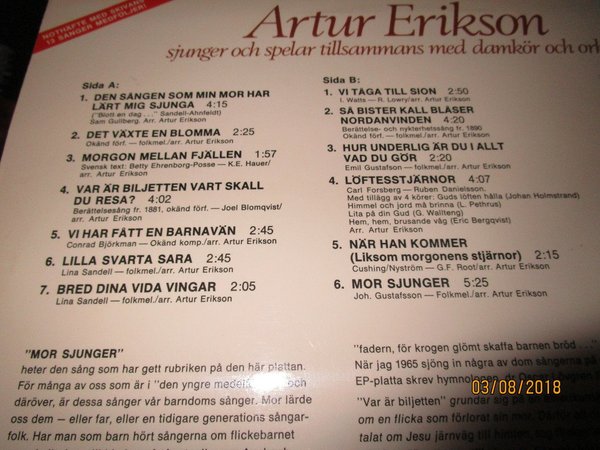 NOTHÄFTE MED SKIVANS
13 SÅNGER MEDFÖLJER!
Artur Erikson
sjunger och spelar tillsammans med damkör och ork
Sida A:
1. DEN SÅNGEN SOM MIN MOR HAR
LÄRT MIG SJUNGA 4:15
("Blott en dag ..." Sandell-Ahnfeldt)
Sam Gullberg. Arr. Artur Erikson
2. DET VÄXTE EN BLOMMA 2:25
Okänd förf. – folkmel./arr. Artur Erikson
3. MORGON MELLAN FJÄLLEN 1:57
Svensk text: Betty Ehrenborg-Posse – K.E. Hauer/
arr. Artur Erikson
4. VAR ÄR BILJETTEN VART SKALL
DU RESA? 4:02
Berättelsesång fr. 1881, okänd förf. – Joel Blomqvist/
arr. Artur Erikson
5. VI HAR FÅTT EN BARNAVÄN 2:45
Conrad Björkman – Okänd komp./arr. Artur Erikson
6. LILLA SVARTA SARA 2:45
Lina Sandell – folkmel./arr. Artur Erikson
7. BRED DINA VIDA VINGAR 2:05
Lina Sandell – folkmel./arr. Artur Erikson
Sida B:
1. VI TÅGA TILL SION 2:50
I. Watts – R. Lowry/arr. Artur Erikson
2. SÅ BISTER KALL BLÅSER
NORDANVINDEN 4:20
Berättelse- och nykterhetssång fr. 1890
Okänd förf. – folkmel./arr. Artur Erikson
3. HUR UNDERLIG ÄR DU I ALLT
VAD DU GÖR 2:20
Emil Gustafson – folkmel./arr. Artur Erikson
4. LÖFTESSTJÄRNOR 4:07
Carl Forsberg – Ruben Danielsson.
Med tillägg av 4 körer: Guds löften hålla (Johan Holmstrand)
Himmel och jord må brinna (L. Pethrus)
Lita på din Gud (G. Wallteng)
Hem, hem, brusande våg (Eric Bergqvist)
Arr. Artur Erikson
5. NÄR HAN KOMMER
(Liksom morgonens stjärnor) 2:15
Cushing/Nyström – G.F. Root/arr. Artur Erikson
6. MOR SJUNGER 5:25
Joh. Gustafsson – Folkmel./arr. Artur Erikson
"MOR SJUNGER"
heter den sång som har gett rubriken på den här plattan.
För många av oss som är i "den yngre medelåldern" och
däröver, är dessa sånger vår barndoms sånger. Mor lärde
oss dem – eller far, eller en tidigare generations sångar-
folk. Har man som barn hört sångerna om flickebarnet
"fadern, för krogen glömt skaffa barnen bröd ..."
När jag 1965 sjöng in några av dom sångerna på
EP-platta skrev hymnologen, dr Oscar Lövgren
"Var är biljetten" grundar sig på
om en flicka som förlorat sin mor. Därför
talat om Jesu järnväg till himlen,
03/08/2018